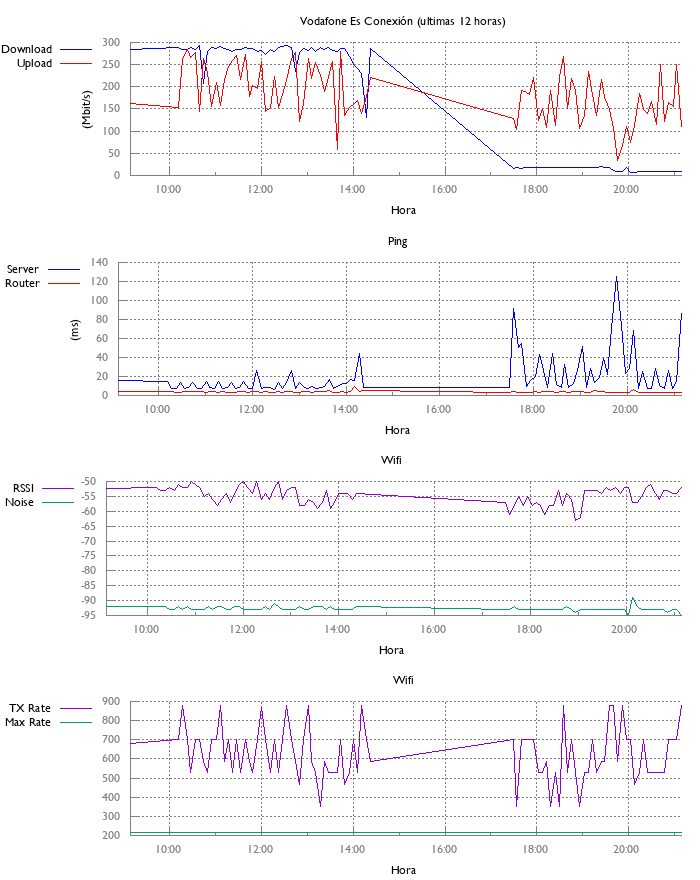 Vodafone Es Conexión (ultimas 12 horas)
Download
Upload
(Mbit/s)
300
250
200
150
100
50
0
10:00 12:00 14:00 16:00 18:00 20:00
Hora
Ping
Server
Router
(ms)
140
120
100
80
60
40
20
0
10:00 12:00 14:00 16:00 18:00 20:00
Hora
Wifi
RSSI
Noise
-50
-55
-60
-65
-70
-75
-80
-85
-90
-95
10:00 12:00 14:00 16:00 18:00 20:00
Hora
Wifi
TX Rate
Max Rate
900
800
700
600
500
400
300
200
10:00 12:00 14:00 16:00 18:00 20:00
Hora